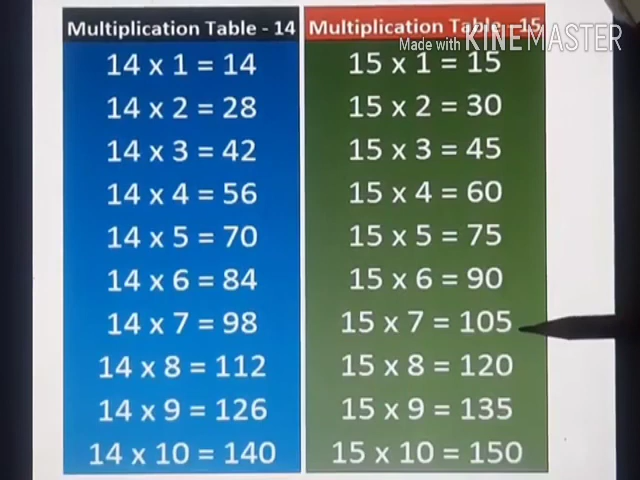 Multiplication Table - 14
14 x 1 = 14
14 x 2 = 28
14 x 3 = 42
14 x 4 = 56
14 x 5 = 70
14 x 6 = 84
14 x 7 = 98
14 x 8 = 112
14 x 9 = 126
14 x 10 = 140
Multiplication Table - 15
Made with KINEMASTER
15 x 1 = 15
15 x 2 = 30
15 x 3 = 45
15 x 4 = 60
15 x 5 = 75
15 x 6 = 90
15 x 7 = 105
15 x 8 = 120
15 x 9 = 135
15 x 10 = 150